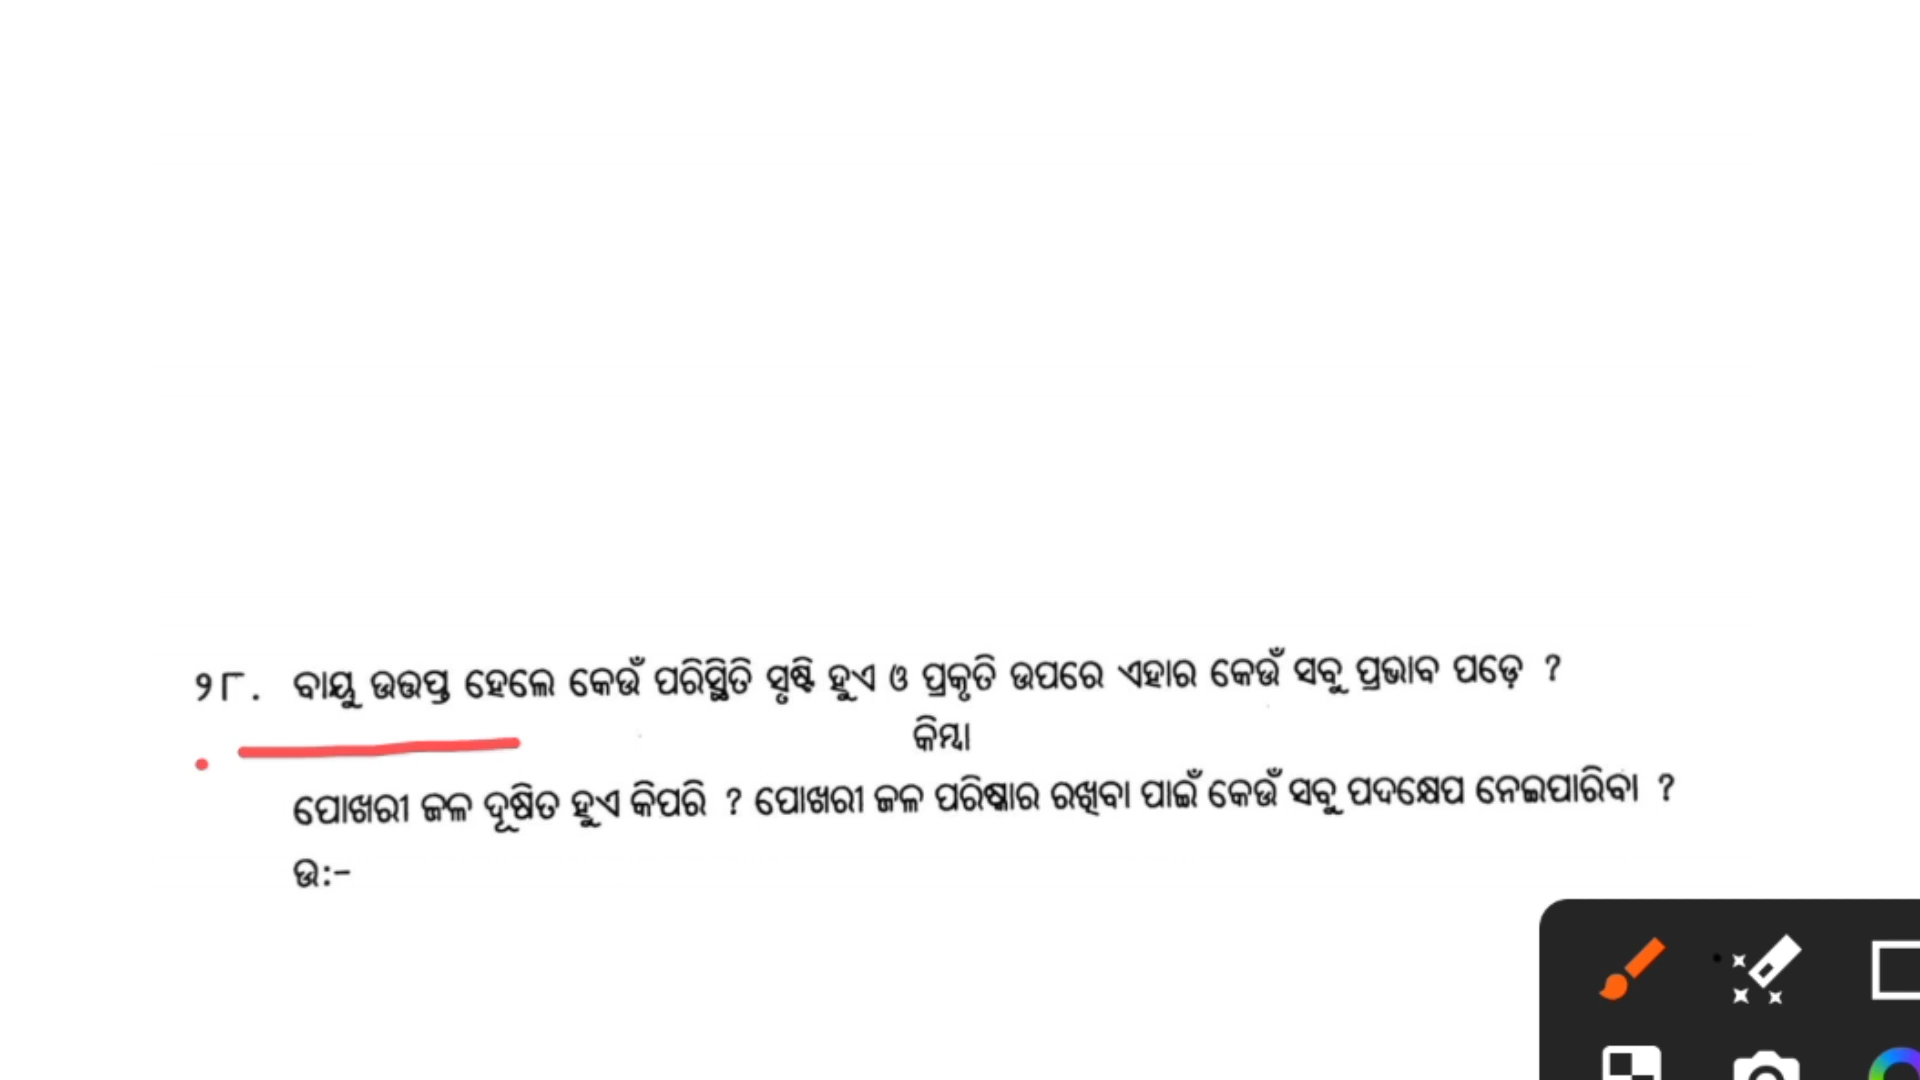 ୨୮. ବାୟୁ ଉତ୍ତପ୍ତ ହେଲେ କେଉଁ ପରିସ୍ଥିତି ସୃଷ୍ଟି ହୁଏ ଓ ପ୍ରକୃତି ଉପରେ ଏହାର କେଉଁ ସବୁ ପ୍ରଭାବ ପଡ଼େ ?
କିମ୍ବା
ପୋଖରୀ ଜଳ ଦୂଷିତ ହୁଏ କିପରି ? ପୋଖରୀ ଜଳ ପରିଷ୍କାର ରଖିବା ପାଇଁ କେଉଁ ସବୁ ପଦକ୍ଷେପ ନେଇପାରିବା ?
ଉ:-